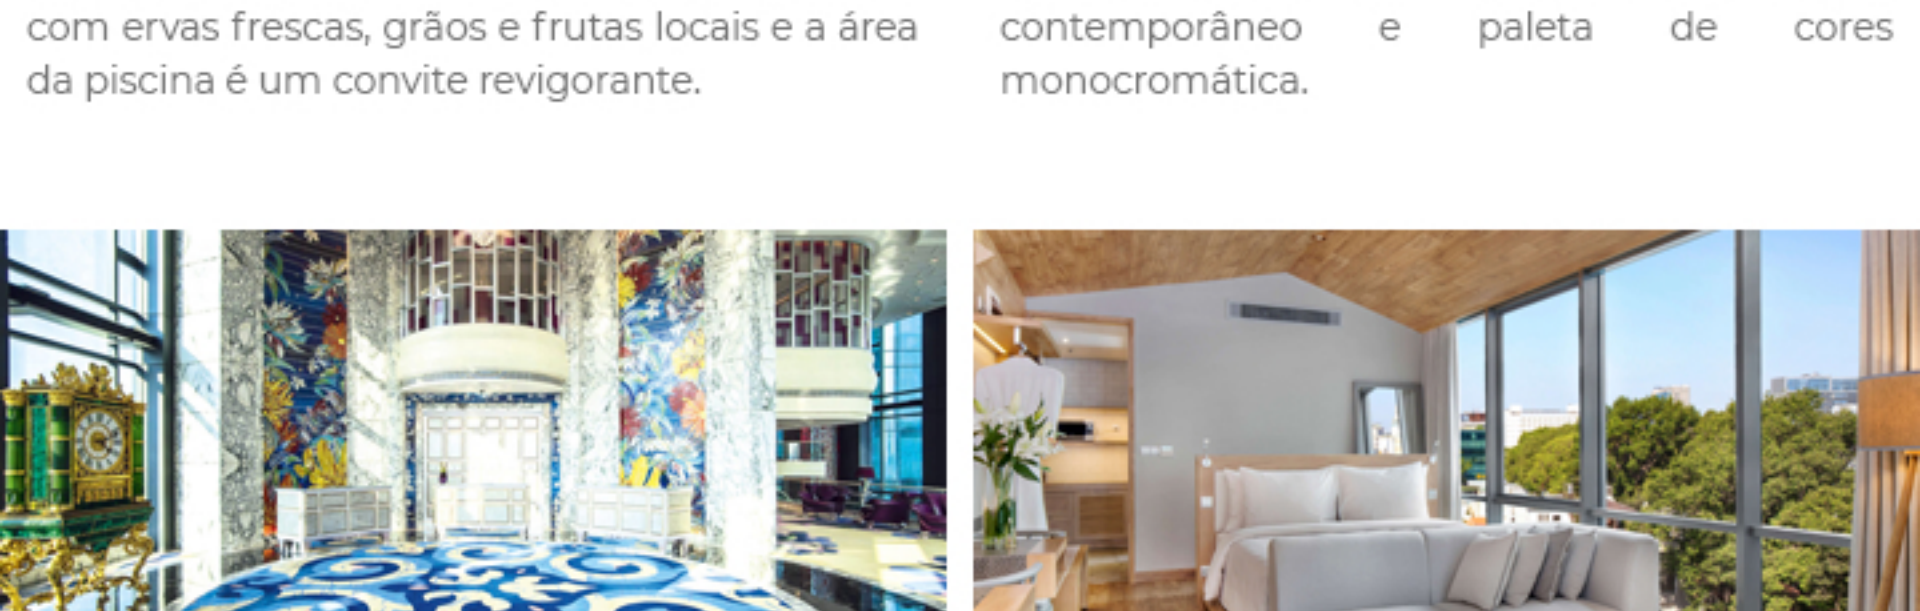 com ervas frescas, grãos e frutas locais e a área
da piscina é um convite revigorante.
contemporâneo e paleta de cores
monocromática.